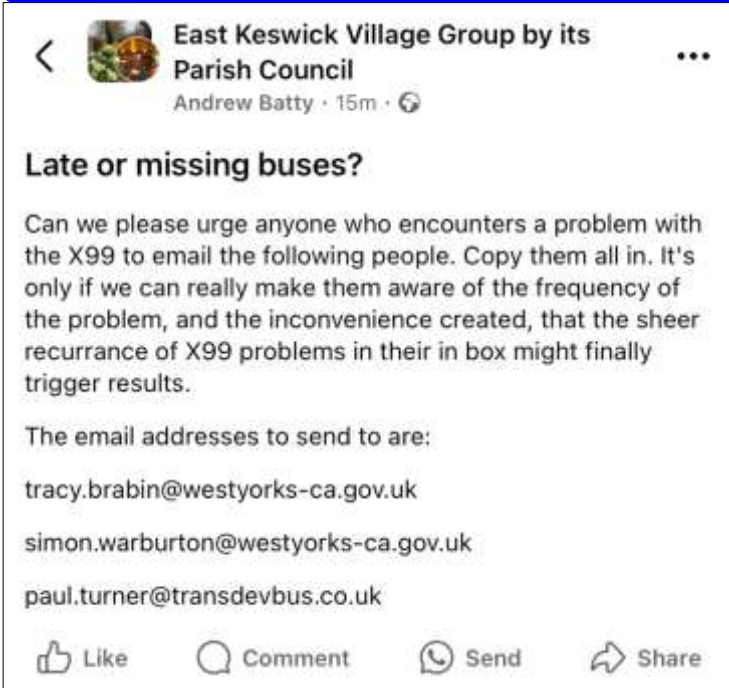 East Keswick Village Group by its
Parish Council
Andrew Batty · 15m ·
Late or missing buses?
Can we please urge anyone who encounters a problem with
the X99 to email the following people. Copy them all in. It's
only if we can really make them aware of the frequency of
the problem, and the inconvenience created, that the sheer
recurrance of X99 problems in their in box might finally
trigger results.
The email addresses to send to are:
tracy.brabin@westyorks-ca.gov.uk
simon.warburton@westyorks-ca.gov.uk
paul.turner@transdevbus.co.uk
Like Comment Send Share